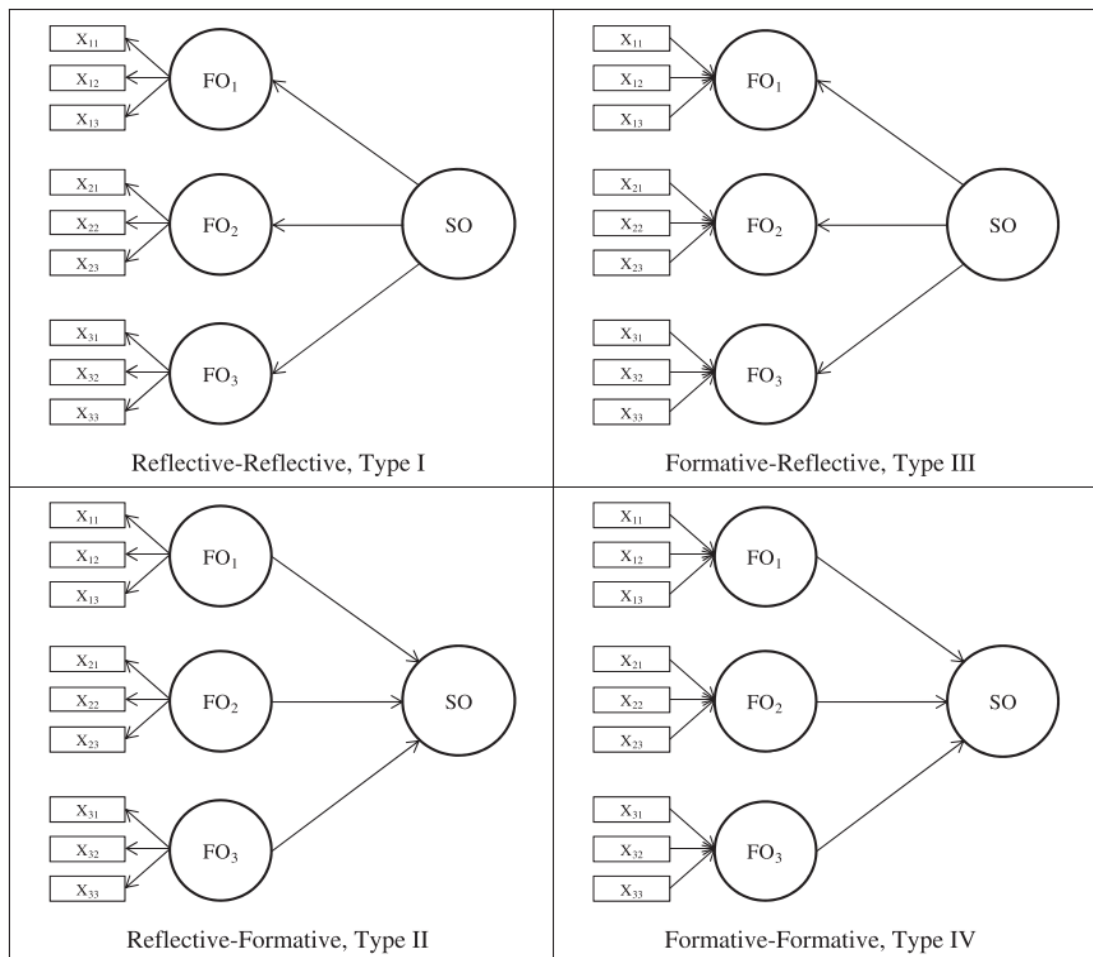 X₁₁
X₁₂
FO₁
X₁₃
X₂₁
X₂₂
FO₂
SO
X₂₃
X₃₁
X₃₂
FO₃
X₃₃
Reflective-Reflective, Type I
X₁₁
X₁₂
FO₁
X₁₃
X₂₁
X₂₂
FO₂
SO
X₂₃
X₃₁
X₃₂
FO₃
X₃₃
Formative-Reflective, Type III
X₁₁
X₁₂
FO₁
X₁₃
X₂₁
X₂₂
FO₂
SO
X₂₃
X₃₁
X₃₂
FO₃
X₃₃
Reflective-Formative, Type II
X₁₁
X₁₂
FO₁
X₁₃
X₂₁
X₂₂
FO₂
SO
X₂₃
X₃₁
X₃₂
FO₃
X₃₃
Formative-Formative, Type IV